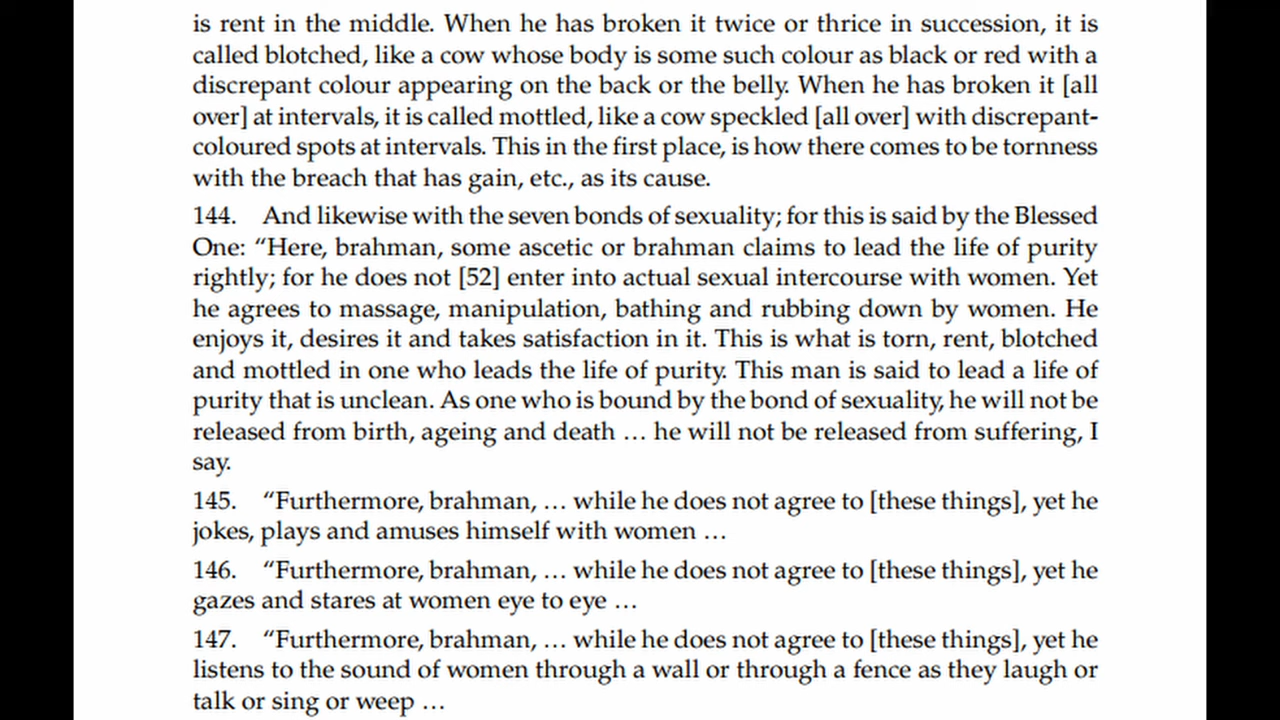 is rent in the middle. When he has broken it twice or thrice in succession, it is
called blotched, like a cow whose body is some such colour as black or red with a
discrepant colour appearing on the back or the belly. When he has broken it [all
over] at intervals, it is called mottled, like a cow speckled [all over] with discrepant-
coloured spots at intervals. This in the first place, is how there comes to be tornness
with the breach that has gain, etc., as its cause.
144. And likewise with the seven bonds of sexuality; for this is said by the Blessed
One: “Here, brahman, some ascetic or brahman claims to lead the life of purity
rightly; for he does not [52] enter into actual sexual intercourse with women. Yet
he agrees to massage, manipulation, bathing and rubbing down by women. He
enjoys it, desires it and takes satisfaction in it. This is what is torn, rent, blotched
and mottled in one who leads the life of purity. This man is said to lead a life of
purity that is unclean. As one who is bound by the bond of sexuality, he will not be
released from birth, ageing and death … he will not be released from suffering, I
say.
145. “Furthermore, brahman, … while he does not agree to [these things], yet he
jokes, plays and amuses himself with women …
146. “Furthermore, brahman, … while he does not agree to [these things], yet he
gazes and stares at women eye to eye …
147. “Furthermore, brahman, … while he does not agree to [these things], yet he
listens to the sound of women through a wall or through a fence as they laugh or
talk or sing or weep …